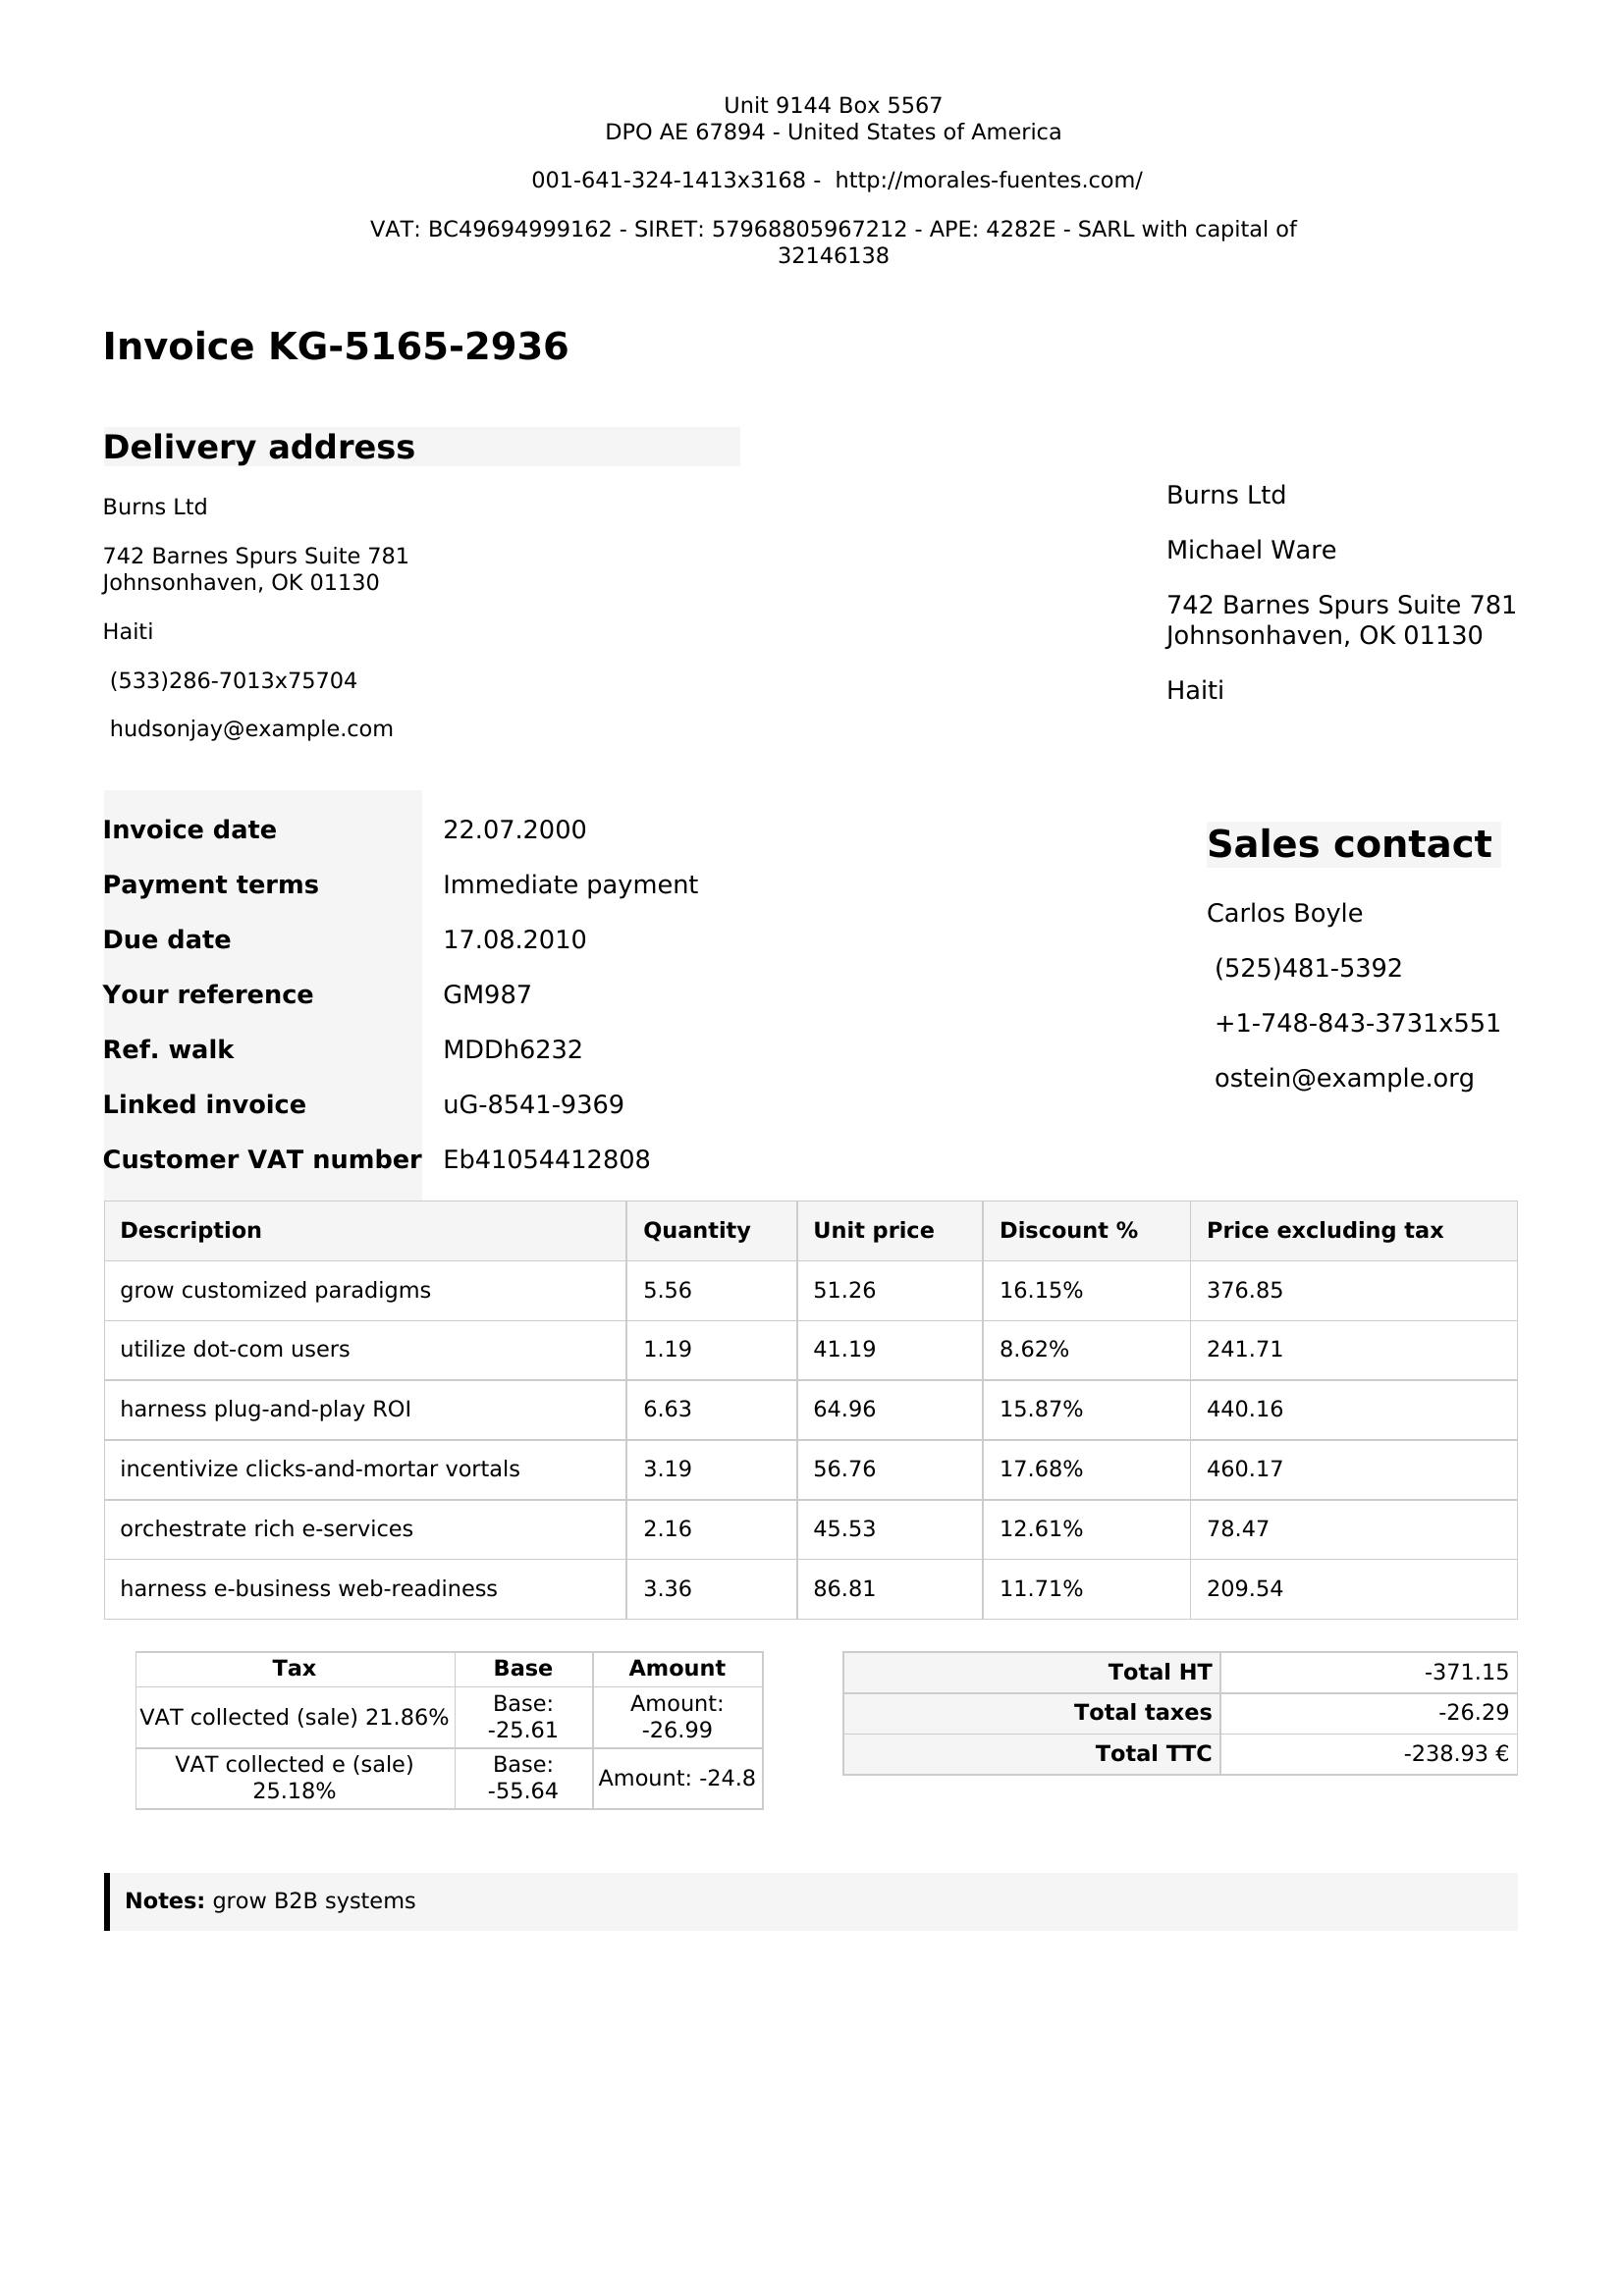 Unit 9144 Box 5567
DPO AE 67894 - United States of America
001-641-324-1413x3168 -  http://morales-fuentes.com/
VAT: BC49694999162 - SIRET: 57968805967212 - APE: 4282E - SARL with capital of
32146138
Invoice KG-5165-2936
Delivery address
Burns Ltd
742 Barnes Spurs Suite 781
Johnsonhaven, OK 01130
Haiti
(533)286-7013x75704
hudsonjay@example.com
Burns Ltd
Michael Ware
742 Barnes Spurs Suite 781
Johnsonhaven, OK 01130
Haiti
Invoice date 22.07.2000
Payment terms Immediate payment
Due date 17.08.2010
Your reference GM987
Ref. walk MDDh6232
Linked invoice uG-8541-9369
Customer VAT number Eb41054412808
Sales contact
Carlos Boyle
(525)481-5392
+1-748-843-3731x551
ostein@example.org
Description Quantity Unit price Discount % Price excluding tax
grow customized paradigms 5.56 51.26 16.15% 376.85
utilize dot-com users 1.19 41.19 8.62% 241.71
harness plug-and-play ROI 6.63 64.96 15.87% 440.16
incentivize clicks-and-mortar vortals 3.19 56.76 17.68% 460.17
orchestrate rich e-services 2.16 45.53 12.61% 78.47
harness e-business web-readiness 3.36 86.81 11.71% 209.54
Tax Base Amount
VAT collected (sale) 21.86% Base: -25.61 Amount: -26.99
VAT collected e (sale) 25.18% Base: -55.64 Amount: -24.8
Total HT -371.15
Total taxes -26.29
Total TTC -238.93 €
Notes: grow B2B systems